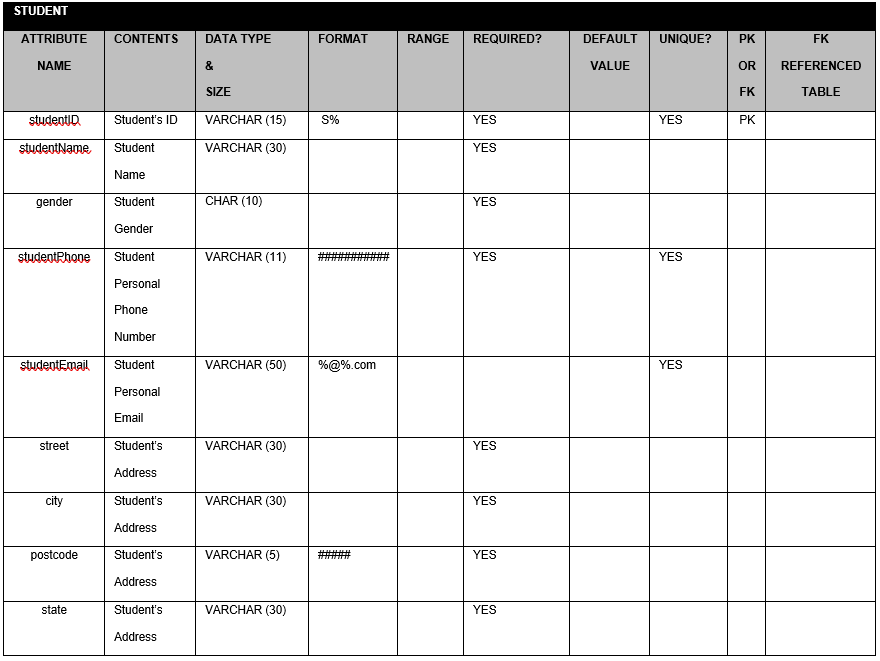 STUDENT
ATTRIBUTE NAME CONTENTS DATA TYPE & SIZE FORMAT RANGE REQUIRED? DEFAULT VALUE UNIQUE? PK OR FK FK REFERENCED TABLE
studentID Student's ID VARCHAR (15) S% YES YES PK
studentName Student Name VARCHAR (30) YES
gender Student Gender CHAR (10) YES
studentPhone Student Personal Phone Number VARCHAR (11) ########### YES YES
studentEmail Student Personal Email VARCHAR (50) %@%.com YES
street Student's Address VARCHAR (30) YES
city Student's Address VARCHAR (30) YES
postcode Student's Address VARCHAR (5) ##### YES
state Student's Address VARCHAR (30) YES